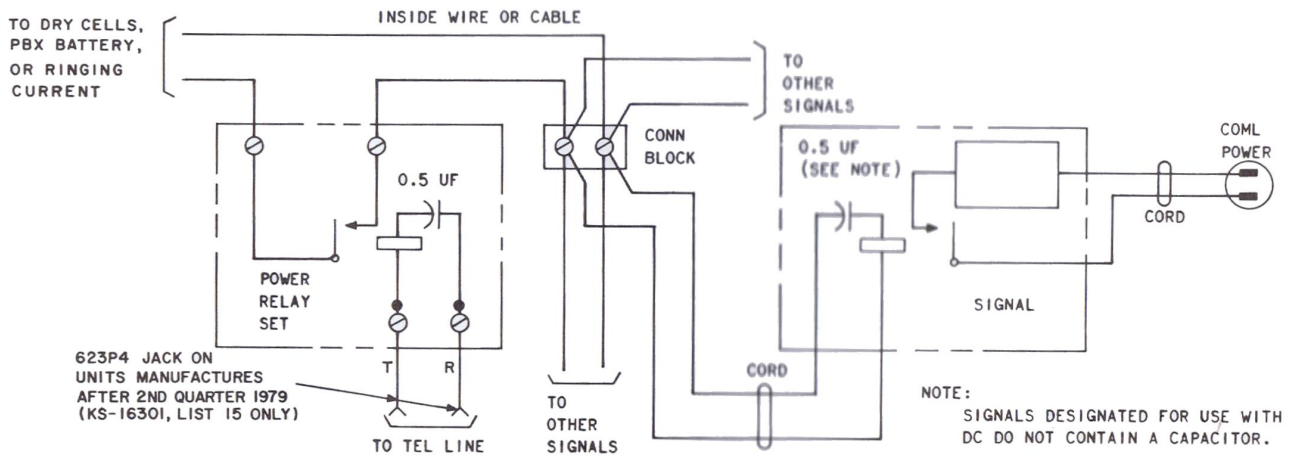 TO DRY CELLS,
PBX BATTERY,
OR RINGING
CURRENT
INSIDE WIRE OR CABLE
TO
OTHER
SIGNALS
CONN
BLOCK
0.5 UF
0.5 UF
(SEE NOTE)
COML
POWER
CORD
POWER
RELAY
SET
SIGNAL
623P4 JACK ON
UNITS MANUFACTURES
AFTER 2ND QUARTER 1979
(KS-16301, LIST 15 ONLY)
T R
TO TEL LINE
TO
OTHER
SIGNALS
CORD
NOTE:
SIGNALS DESIGNATED FOR USE WITH
DC DO NOT CONTAIN A CAPACITOR.